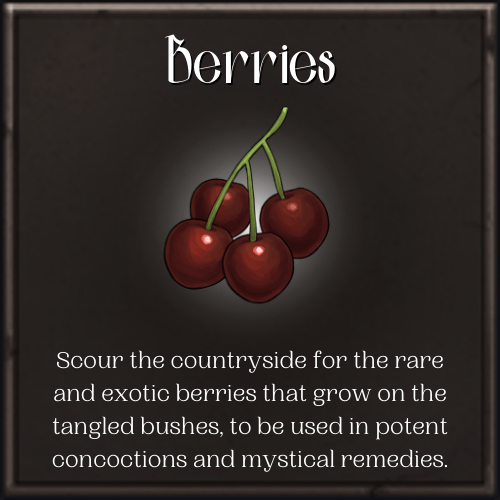 Berries
Scour the countryside for the rare
and exotic berries that grow on the
tangled bushes, to be used in potent
concoctions and mystical remedies.